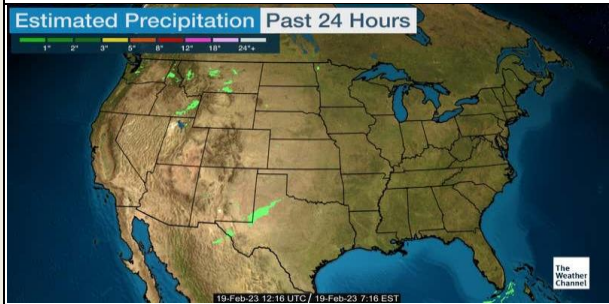 Estimated Precipitation Past 24 Hours
1" 2" 3" 5" 8" 12" 18" 24"+
The
Weather
Channel
19-Feb-23 12:16 UTC / 19-Feb-23 7:16 EST